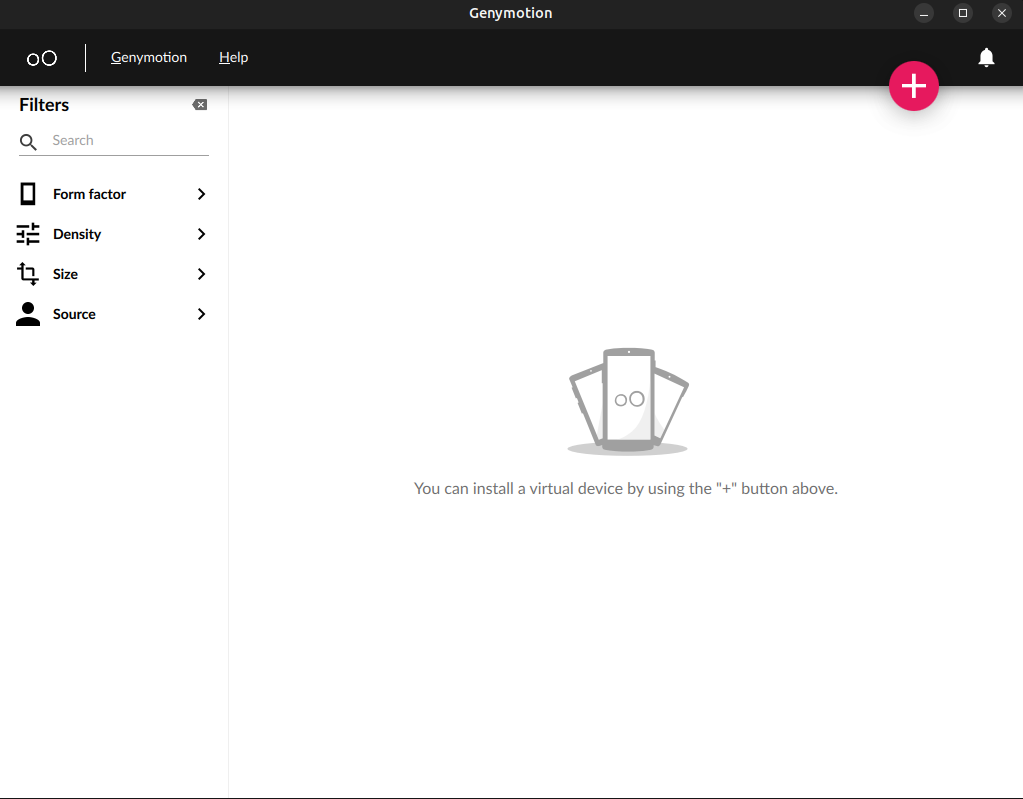 Genymotion
Genymotion Help
Filters
Search
Form factor
Density
Size
Source
You can install a virtual device by using the "+" button above.